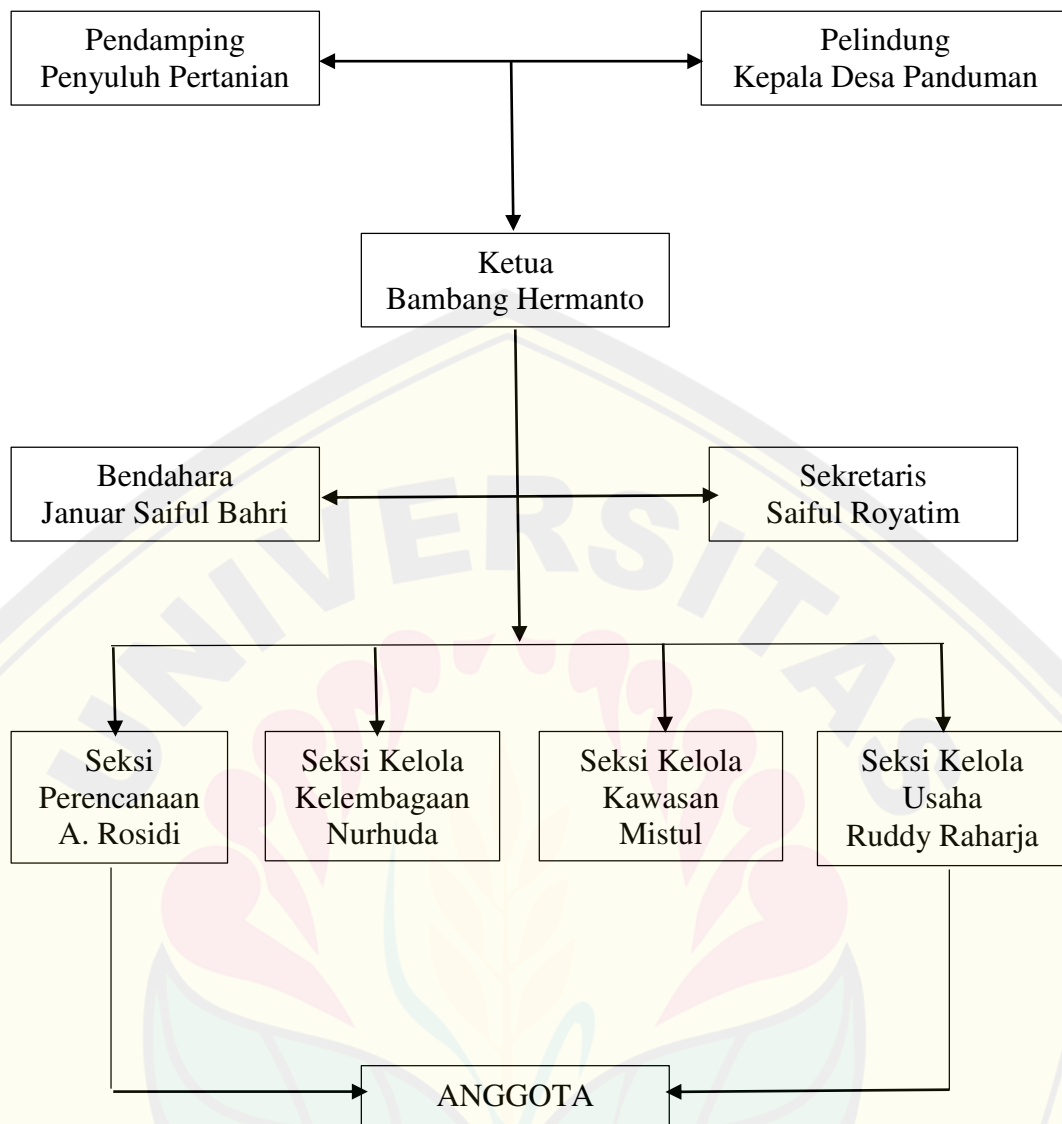 Pendamping
Penyuluh Pertanian
Pelindung
Kepala Desa Panduman
Ketua
Bambang Hermanto
Bendahara
Januar Saiful Bahri
Sekretaris
Saiful Royatim
UNIVERSITAS
Seksi
Perencanaan
A. Rosidi
Seksi Kelola
Kelembagaan
Nurhuda
Seksi Kelola
Kawasan
Mistul
Seksi Kelola
Usaha
Ruddy Raharja
ANGGOTA